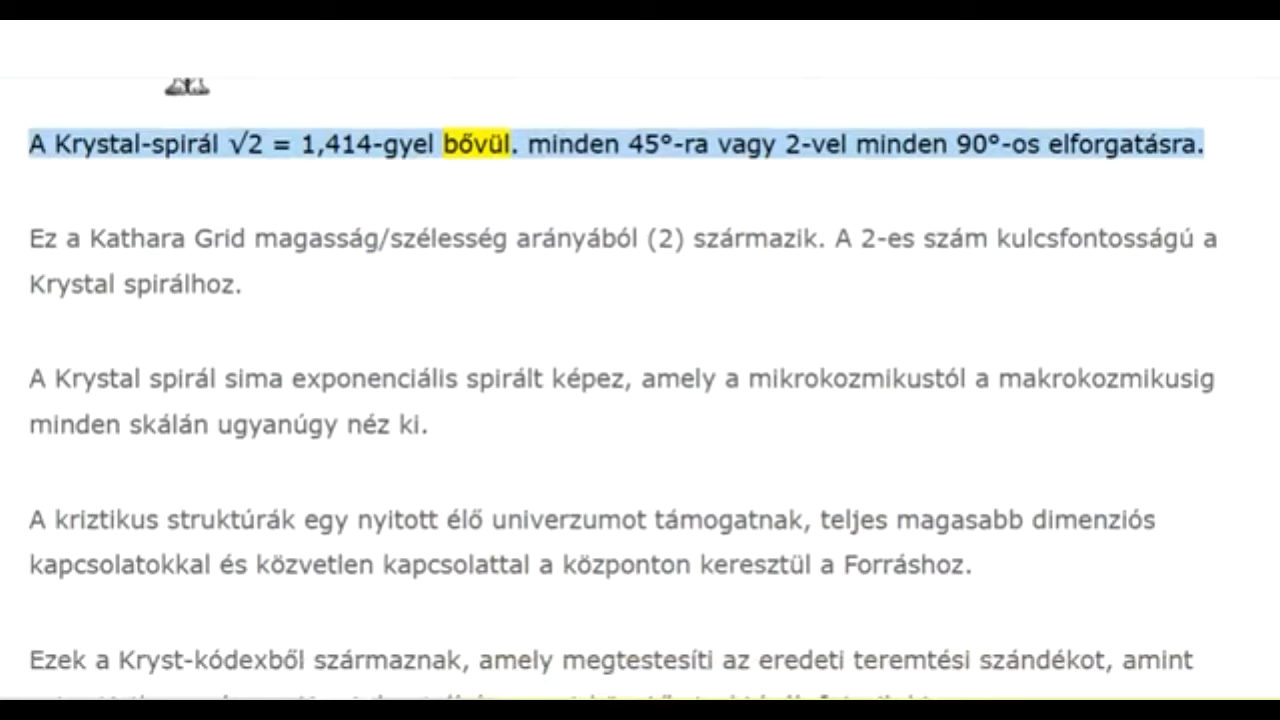 A Krystal-spirál √2 = 1,414-gyel bővül. minden 45°-ra vagy 2-vel minden 90°-os elforgatásra.
Ez a Kathara Grid magasság/szélesség arányából (2) származik. A 2-es szám kulcsfontosságú a
Krystal spirálhoz.
A Krystal spirál sima exponenciális spirált képez, amely a mikrokozmikustól a makrokozmikusig
minden skálán ugyanúgy néz ki.
A kriztikus struktúrák egy nyitott élő univerzumot támogatnak, teljes magasabb dimenziós
kapcsolatokkal és közvetlen kapcsolattal a központon keresztül a Forráshoz.
Ezek a Kryst-kódexből származnak, amely megtestesíti az eredeti teremtési szándékot, amint